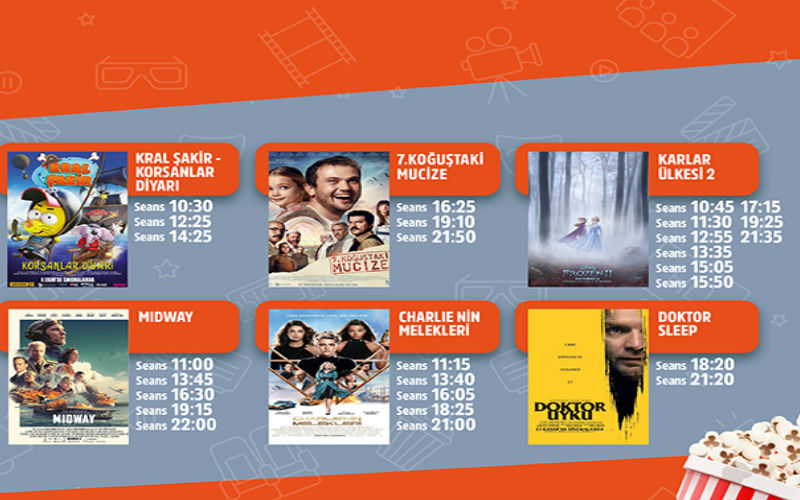 KRAL ŞAKİR -
KORSANLAR
DİYARI
Seans 10:30
Seans 12:25
Seans 14:25
KRAL
ŞAKİR
KORSANLAR DİYARI
7.KOĞUŞTAKİ
MUCİZE
Seans 16:25
Seans 19:10
Seans 21:50
7.KOĞUŞTAKİ
MUCİZE
KARLAR
ÜLKESİ 2
Seans 10:45 17:15
Seans 11:30 19:25
Seans 12:55 21:35
Seans 13:35
Seans 15:05
Seans 15:50
FROZEN II
MIDWAY
Seans 11:00
Seans 13:45
Seans 16:30
Seans 19:15
Seans 22:00
MIDWAY
CHARLIE NİN
MELEKLERİ
Seans 11:15
Seans 13:40
Seans 16:05
Seans 18:25
Seans 21:00
CHARLIE'NİN
MELEKLERİ
DOKTOR
SLEEP
Seans 18:20
Seans 21:20
DOKTOR
UYKU